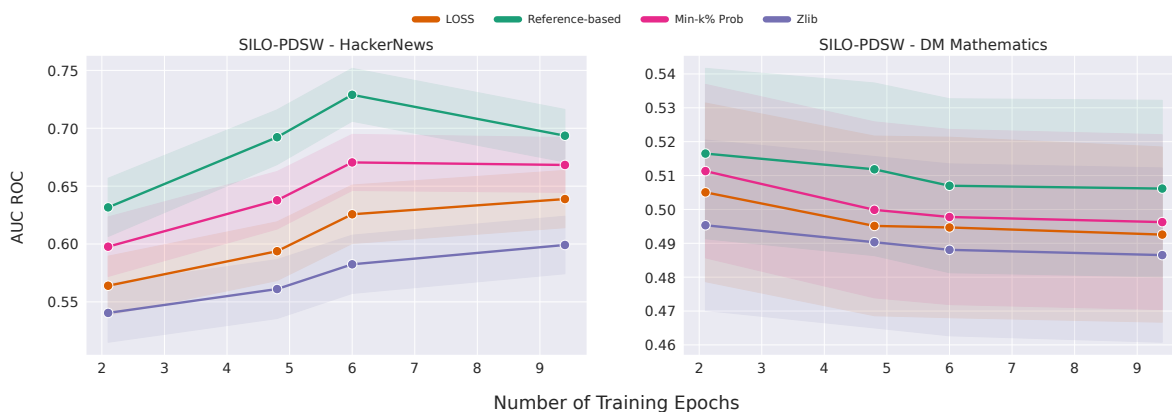 LOSS Reference-based Min-k% Prob Zlib
SILO-PDSW - HackerNews
SILO-PDSW - DM Mathematics
AUC ROC
0.75
0.70
0.65
0.60
0.55
2 3 4 5 6 7 8 9
0.54
0.53
0.52
0.51
0.50
0.49
0.48
0.47
0.46
2 3 4 5 6 7 8 9
Number of Training Epochs